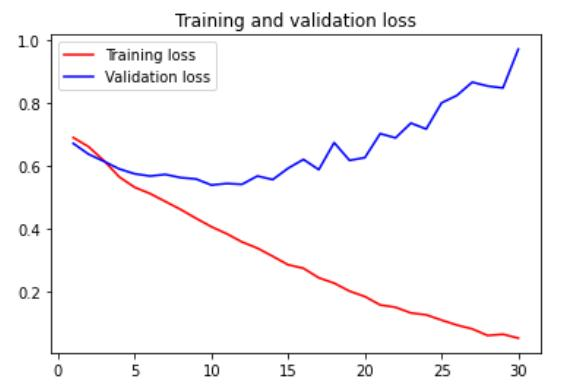 Training and validation loss
Training loss
Validation loss
1.0
0.8
0.6
0.4
0.2
0 5 10 15 20 25 30